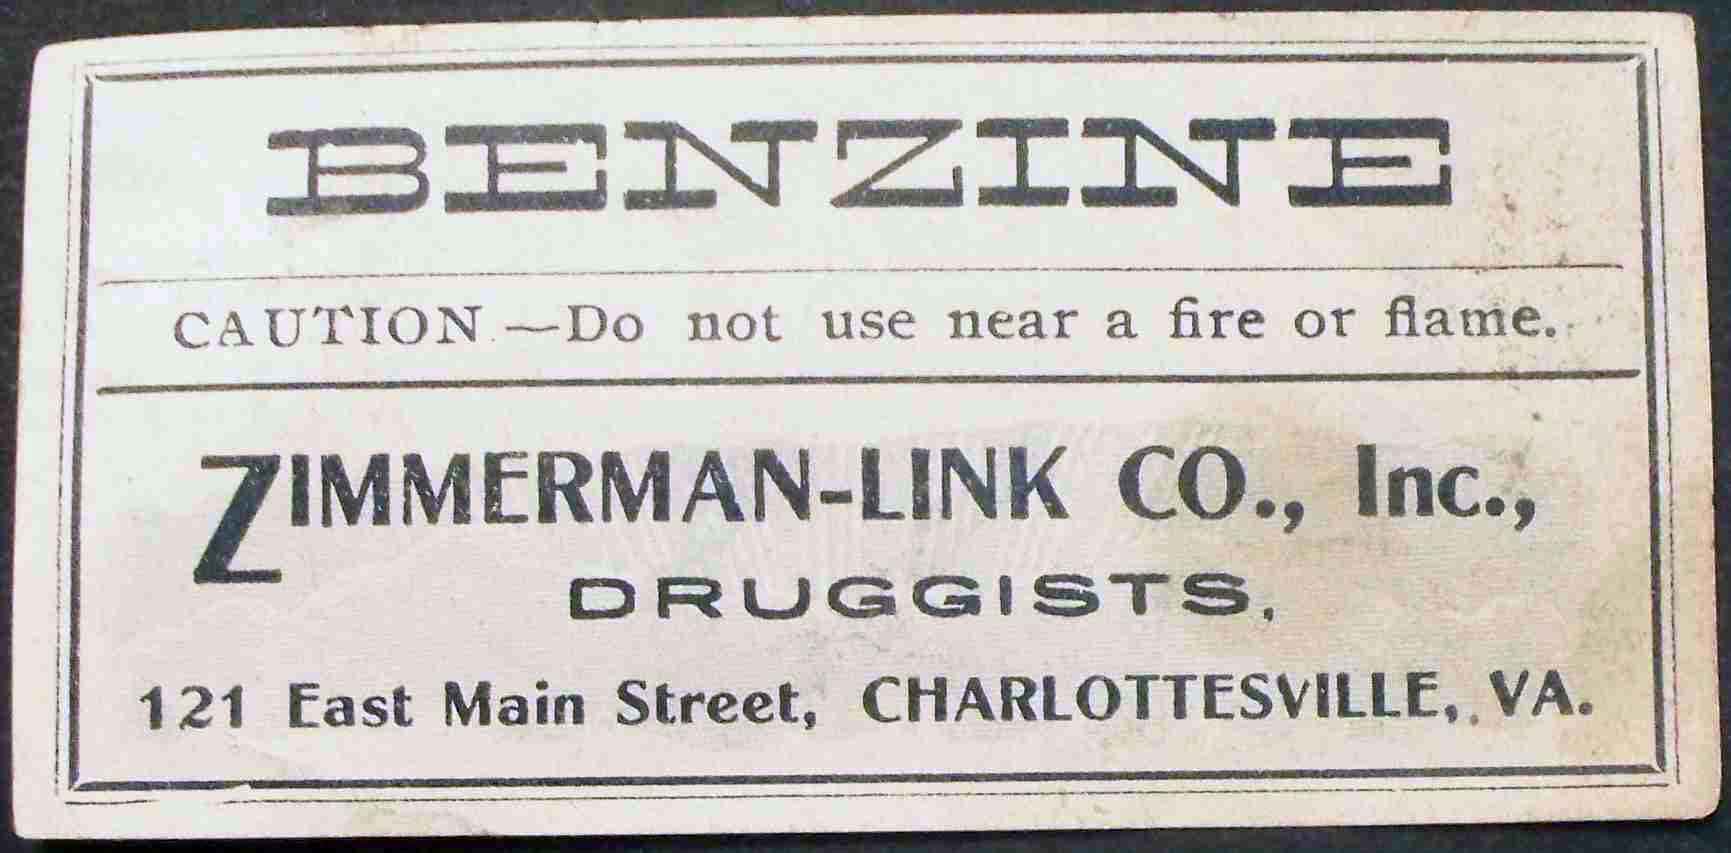 BENZINE
CAUTION.—Do not use near a fire or flame.
ZIMMERMAN-LINK CO., Inc.,
DRUGGISTS,
121 East Main Street, CHARLOTTESVILLE, VA.